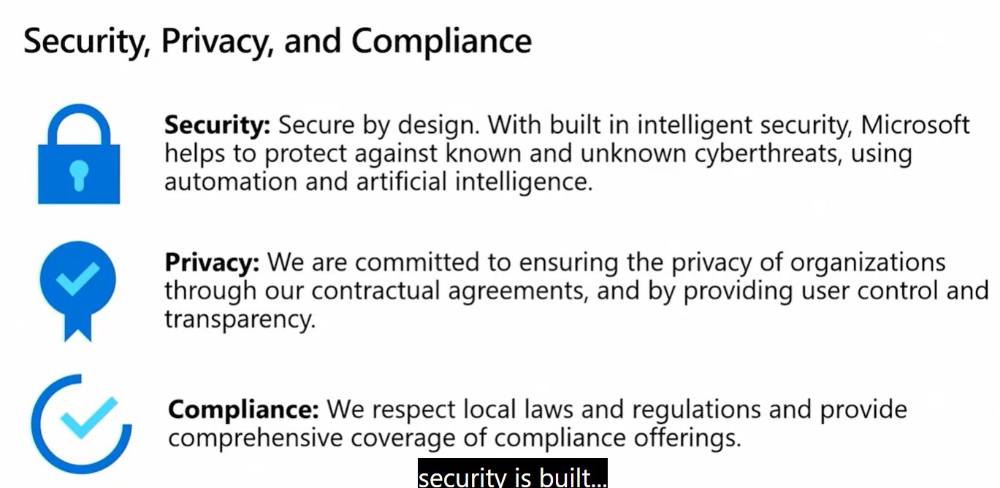 Security, Privacy, and Compliance
Security: Secure by design. With built in intelligent security, Microsoft
helps to protect against known and unknown cyberthreats, using
automation and artificial intelligence.
Privacy: We are committed to ensuring the privacy of organizations
through our contractual agreements, and by providing user control and
transparency.
Compliance: We respect local laws and regulations and provide
comprehensive coverage of compliance offerings.
security is built...